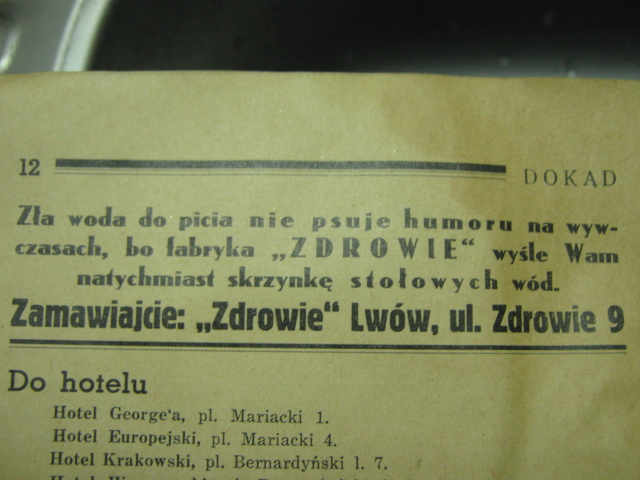 12 DOKĄD
Zła woda do picia nie psuje humoru na wyw-
czasach, bo fabryka „ZDROWIE" wyśle Wam
natychmiast skrzynkę stołowych wód.
Zamawiajcie: „Zdrowie" Lwów, ul. Zdrowie 9
Do hotelu
Hotel George'a, pl. Mariacki 1.
Hotel Europejski, pl. Mariacki 4.
Hotel Krakowski, pl. Bernardyński l. 7.
Hotel